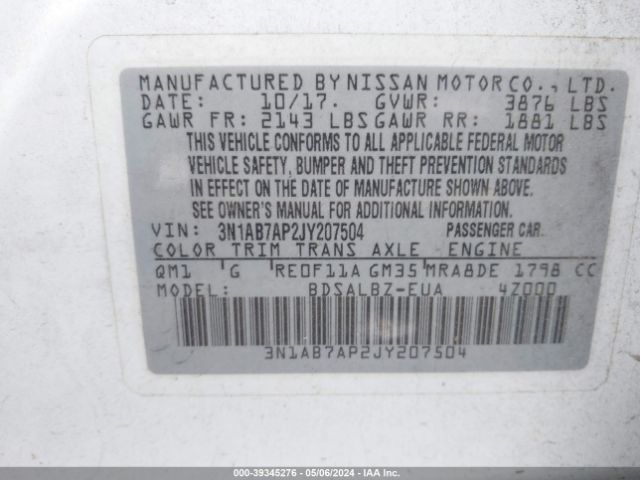 MANUFACTURED BY NISSAN MOTOR CO., LTD.
DATE: 10/17. GVWR: 3876 LBS
GAWR FR: 2143 LBS GAWR RR: 1881 LBS
THIS VEHICLE CONFORMS TO ALL APPLICABLE FEDERAL MOTOR
VEHICLE SAFETY, BUMPER AND THEFT PREVENTION STANDARDS
IN EFFECT ON THE DATE OF MANUFACTURE SHOWN ABOVE.
SEE OWNER'S MANUAL FOR ADDITIONAL INFORMATION.
VIN: 3N1AB7AP2JY207504 PASSENGER CAR
COLOR TRIM TRANS AXLE ENGINE
QM1 G RE0F11A GM35 MRA8DE 1798 CC
MODEL: BDSALBZ-EUA 4Z000
3N1AB7AP2JY207504
000-39345276 - 05/06/2024 - IAA Inc.